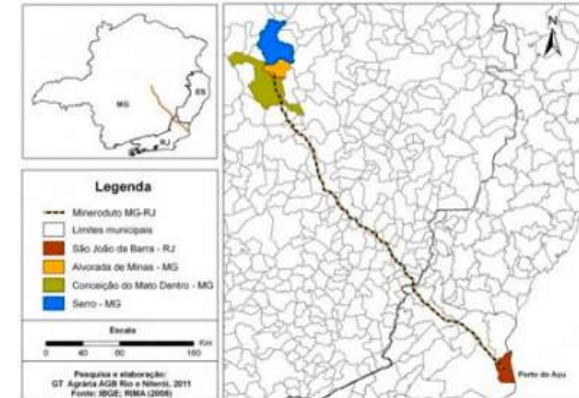 MG
ES
RJ
N
Legenda
Mineroduto MG-RJ
Limites municipais
São João da Barra - RJ
Alvorada de Minas - MG
Conceição do Mato Dentro - MG
Serro - MG
Escala
Km
0 40 80 160
Pesquisa e elaboração:
GT Agrária AGB Rio e Niterói, 2011
Fonte: IBGE; RIMA (2006)
Porto do Açu